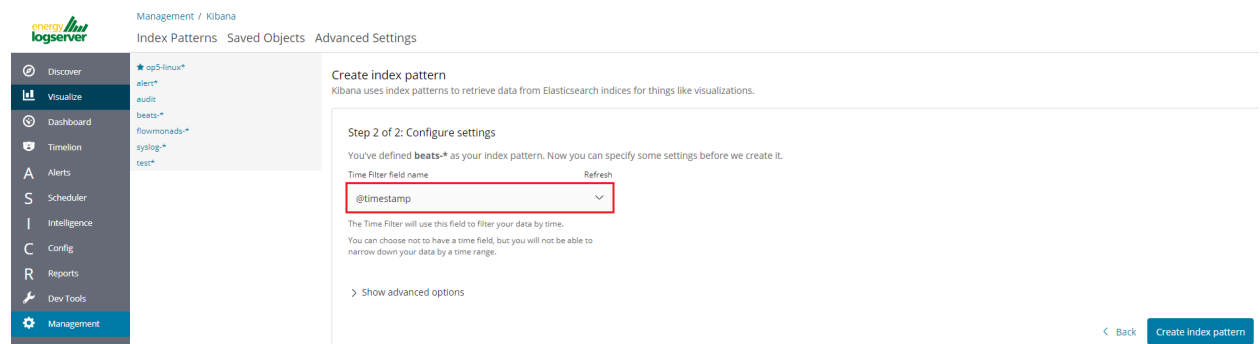 energy
logserver
Management / Kibana
Index Patterns Saved Objects Advanced Settings
Discover
Visualize
Dashboard
Timelion
A Alerts
S Scheduler
I Intelligence
C Config
R Reports
Dev Tools
Management
op5-linux*
alert*
audit
beats-*
flowmonads-*
syslog-*
test*
Create index pattern
Kibana uses index patterns to retrieve data from Elasticsearch indices for things like visualizations.
Step 2 of 2: Configure settings
You've defined beats-* as your index pattern. Now you can specify some settings before we create it.
Time Filter field name Refresh
@timestamp
The Time Filter will use this field to filter your data by time.
You can choose not to have a time field, but you will not be able to
narrow down your data by a time range.
Show advanced options
Back Create index pattern